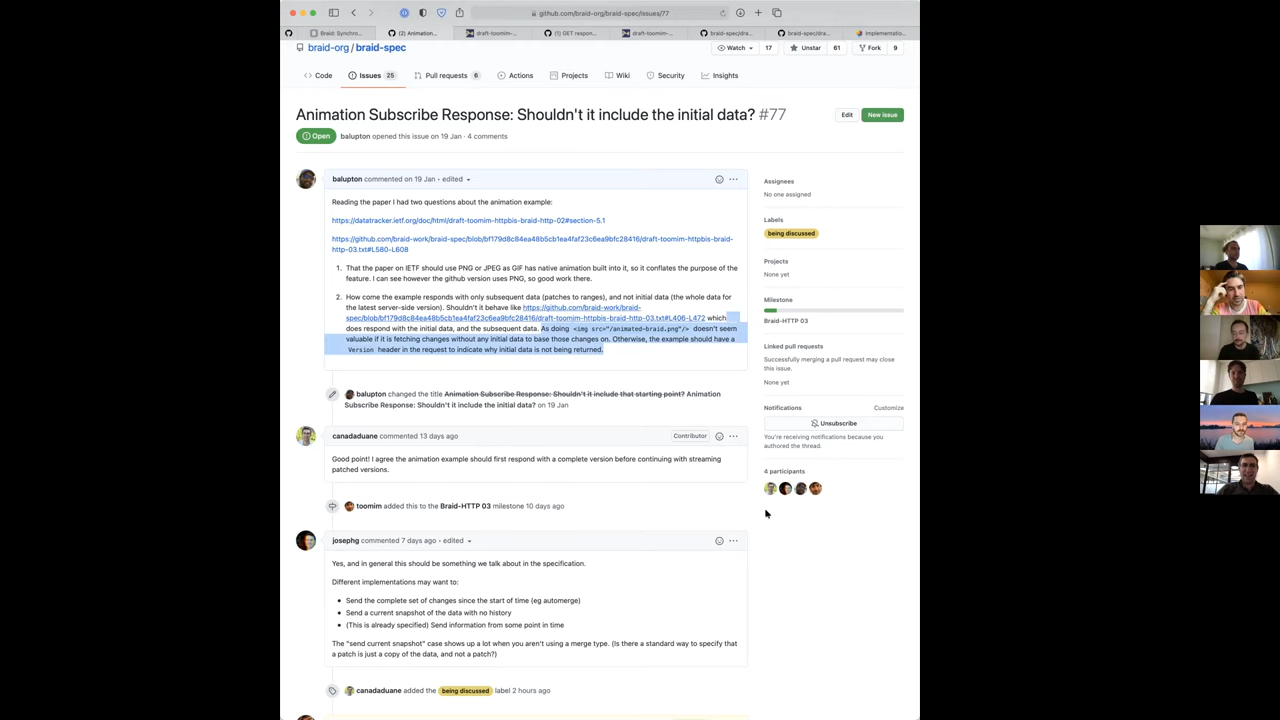 github.com/braid-org/braid-spec/issues/77
Braid: Synchro...
(2) Animation...
draft-toomim-...
(1) GET respon...
draft-toomim-...
braid-spec/dra...
braid-spec/dra...
Implementatio...
braid-org / braid-spec
Watch 17
Unstar 61
Fork 9
Code
Issues 25
Pull requests 6
Actions
Projects
Wiki
Security
Insights
Animation Subscribe Response: Shouldn't it include the initial data? #77
Edit
New issue
Open
balupton opened this issue on 19 Jan · 4 comments
balupton commented on 19 Jan · edited
Reading the paper I had two questions about the animation example:
https://datatracker.ietf.org/doc/html/draft-toomim-httpbis-braid-http-02#section-5.1
https://github.com/braid-work/braid-spec/blob/bf179d8c84ea48b5cb1ea4faf23c6ea9bfc28416/draft-toomim-httpbis-braid-
http-03.txt#L580-L608
1. That the paper on IETF should use PNG or JPEG as GIF has native animation built into it, so it conflates the purpose of the
feature. I can see however the github version uses PNG, so good work there.
2. How come the example responds with only subsequent data (patches to ranges), and not initial data (the whole data for
the latest server-side version). Shouldn't it behave like https://github.com/braid-work/braid-
spec/blob/bf179d8c84ea48b5cb1ea4faf23c6ea9bfc28416/draft-toomim-httpbis-braid-http-03.txt#L406-L472 which
does respond with the initial data, and the subsequent data. As doing <img src="/animated-braid.png"/> doesn't seem
valuable if it is fetching changes without any initial data to base those changes on. Otherwise, the example should have a
Version header in the request to indicate why initial data is not being returned.
balupton changed the title Animation Subscribe Response: Shouldn't it include that starting point? Animation
Subscribe Response: Shouldn't it include the initial data? on 19 Jan
canadaduane commented 13 days ago
Contributor
Good point! I agree the animation example should first respond with a complete version before continuing with streaming
patched versions.
toomim added this to the Braid-HTTP 03 milestone 10 days ago
josephg commented 7 days ago · edited
Yes, and in general this should be something we talk about in the specification.
Different implementations may want to:
• Send the complete set of changes since the start of time (eg automerge)
• Send a current snapshot of the data with no history
• (This is already specified) Send information from some point in time
The "send current snapshot" case shows up a lot when you aren't using a merge type. (Is there a standard way to specify that
a patch is just a copy of the data, and not a patch?)
canadaduane added the being discussed label 2 hours ago
Assignees
No one assigned
Labels
being discussed
Projects
None yet
Milestone
Braid-HTTP 03
Linked pull requests
Successfully merging a pull request may close
this issue.
None yet
Notifications
Customize
Unsubscribe
You're receiving notifications because you
authored the thread.
4 participants